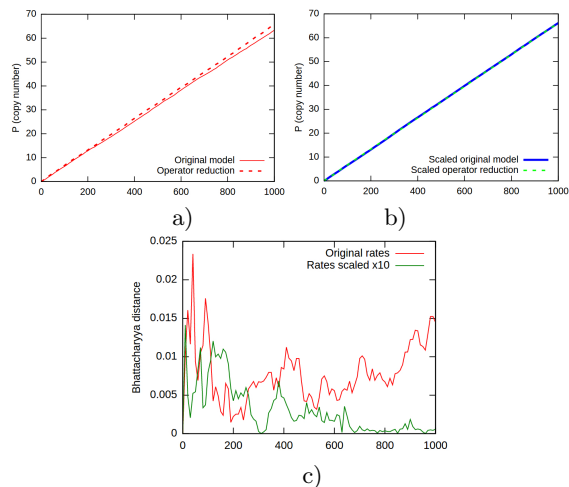 70
60
50
40
30
20
10
0
P (copy number)
Original model
Operator reduction
0 200 400 600 800 1000
a)
70
60
50
40
30
20
10
0
P (copy number)
Scaled original model
Scaled operator reduction
0 200 400 600 800 1000
b)
0.025
0.02
0.015
0.01
0.005
0
Bhattacharyya distance
Original rates
Rates scaled x10
0 200 400 600 800 1000
c)